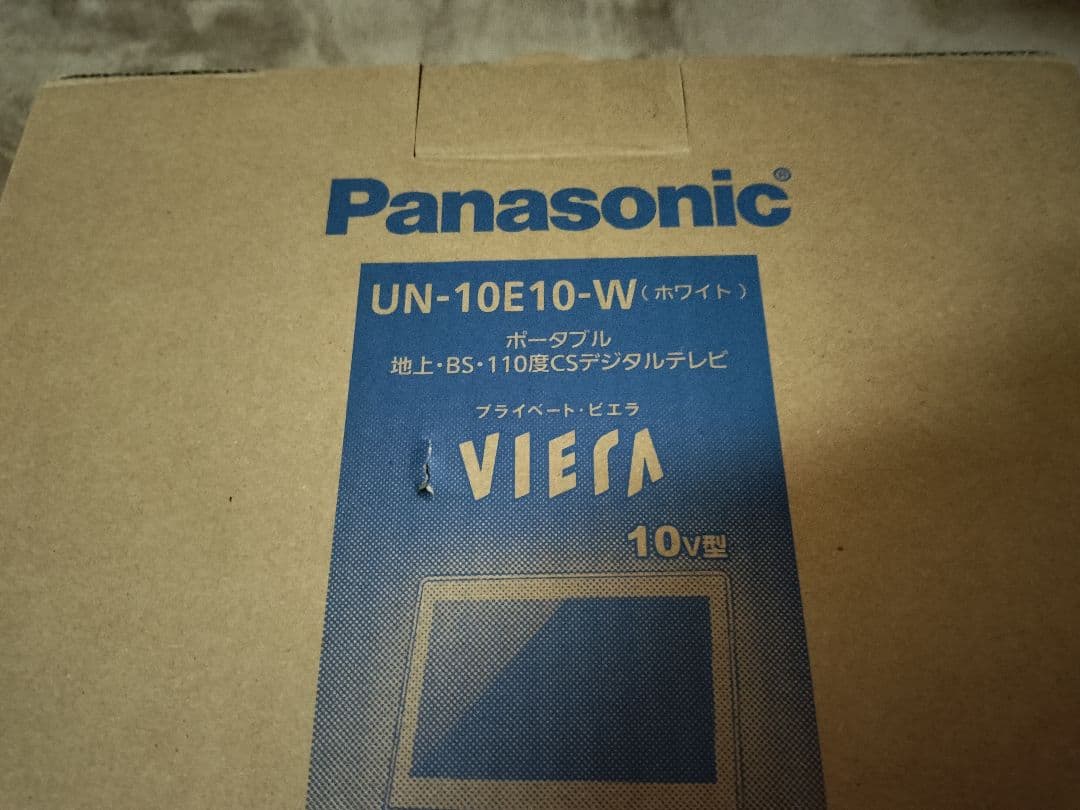 Panasonic®
UN-10E10-W（ホワイト）
ポータブル
地上・BS・110度CSデジタルテレビ
プライベート・ビエラ
VIERA
10V型